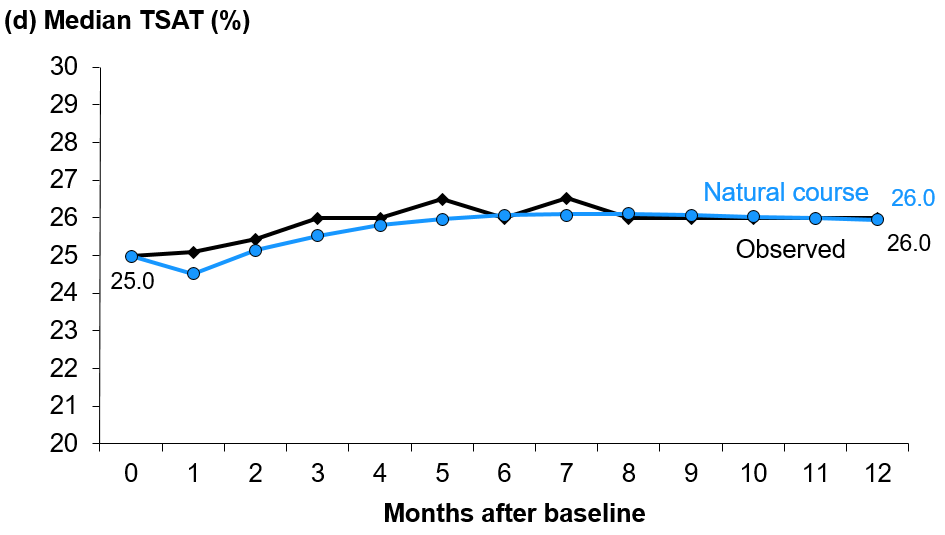 (d) Median TSAT (%)
30
29
28
27
Natural course 26.0
26
Observed 26.0
25
25.0
24
23
22
21
20
0 1 2 3 4 5 6 7 8 9 10 11 12
Months after baseline